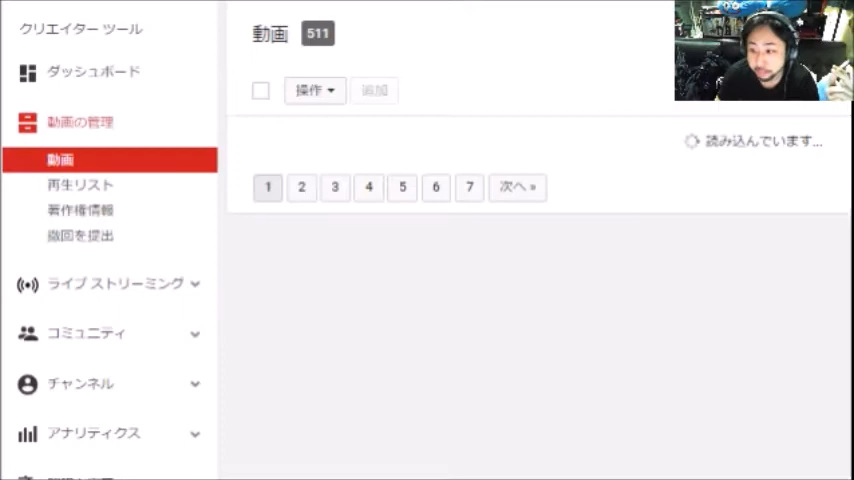 クリエイター ツール
ダッシュボード
動画の管理
動画
再生リスト
著作権情報
撤回を提出
ライブ ストリーミング
コミュニティ
チャンネル
アナリティクス
動画 511
操作 追加
読み込んでいます...
1 2 3 4 5 6 7 次へ »